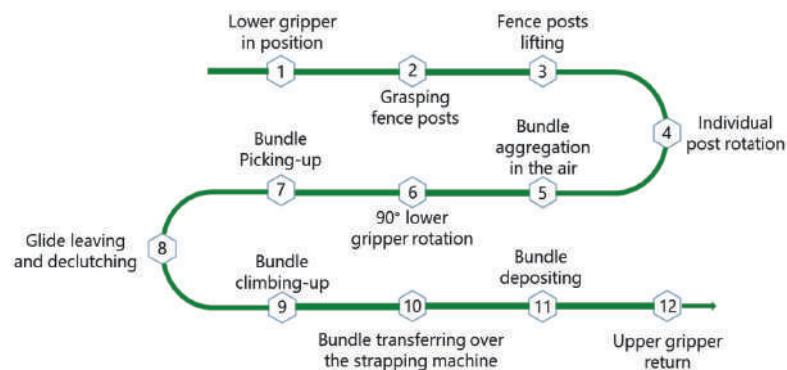 Lower gripper
in position
1
2
Grasping
fence posts
Fence posts
lifting
3
4
Individual
post rotation
Bundle
aggregation
in the air
5
6
90° lower
gripper rotation
Bundle
Picking-up
7
8
Glide leaving
and declutching
Bundle
climbing-up
9
10
Bundle transferring over
the strapping machine
Bundle
depositing
11
12
Upper gripper
return